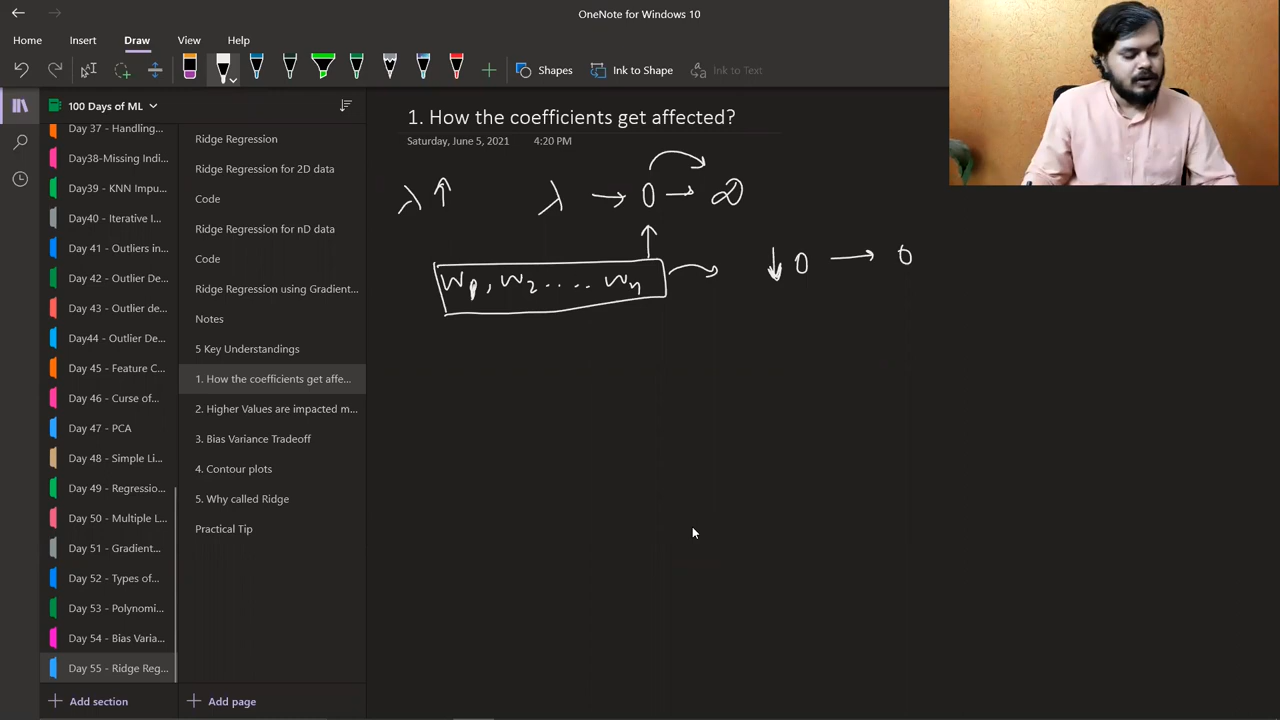 OneNote for Windows 10
Home Insert Draw View Help
Shapes Ink to Shape Ink to Text
100 Days of ML
Day 37 - Handling...
Day38-Missing Indi...
Day39 - KNN Impu...
Day40 - Iterative I...
Day 41 - Outliers in...
Day 42 - Outlier De...
Day 43 - Outlier de...
Day44 - Outlier De...
Day 45 - Feature C...
Day 46 - Curse of...
Day 47 - PCA
Day 48 - Simple Li...
Day 49 - Regressio...
Day 50 - Multiple L...
Day 51 - Gradient...
Day 52 - Types of...
Day 53 - Polynomi...
Day 54 - Bias Varia...
Day 55 - Ridge Reg...
Add section
Ridge Regression
Ridge Regression for 2D data
Code
Ridge Regression for nD data
Code
Ridge Regression using Gradient...
Notes
5 Key Understandings
1. How the coefficients get affe...
2. Higher Values are impacted m...
3. Bias Variance Tradeoff
4. Contour plots
5. Why called Ridge
Practical Tip
Add page
1. How the coefficients get affected?
Saturday, June 5, 2021 4:20 PM
λ ↑ λ → 0 → ∞
w1, w2 .... wn ↓ 0 → 0